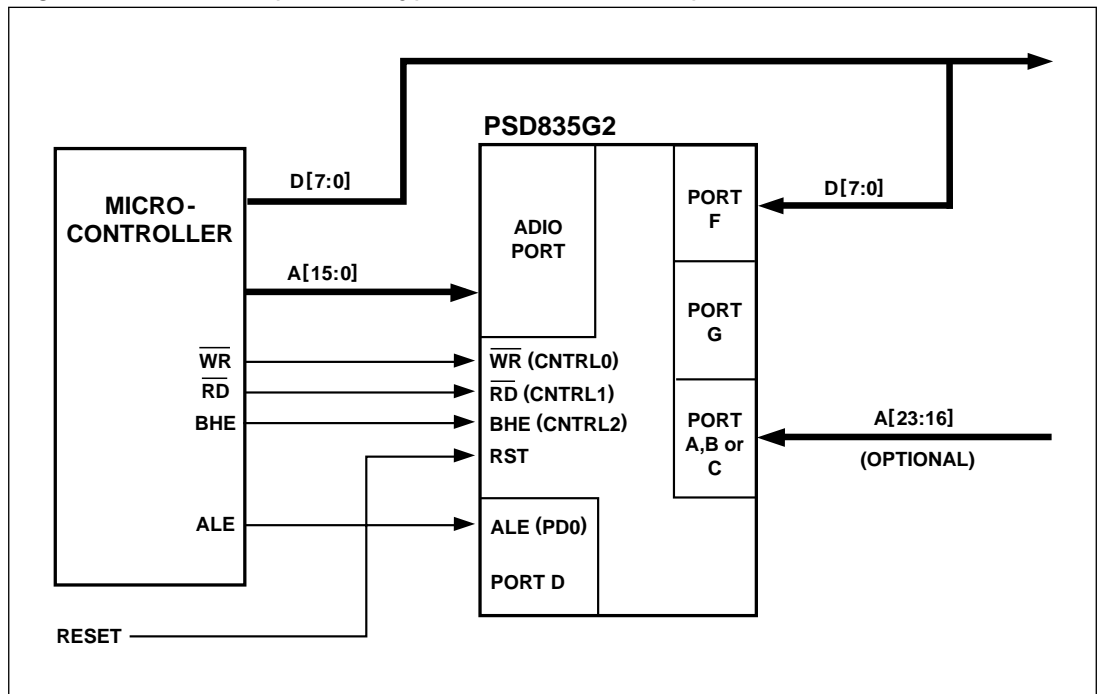 PSD835G2
MICRO-
CONTROLLER
D[7:0]
A[15:0]
WR
RD
BHE
ALE
RESET
ADIO
PORT
WR (CNTRL0)
RD (CNTRL1)
BHE (CNTRL2)
RST
ALE (PD0)
PORT D
PORT
F
PORT
G
PORT
A,B or
C
D[7:0]
A[23:16]
(OPTIONAL)